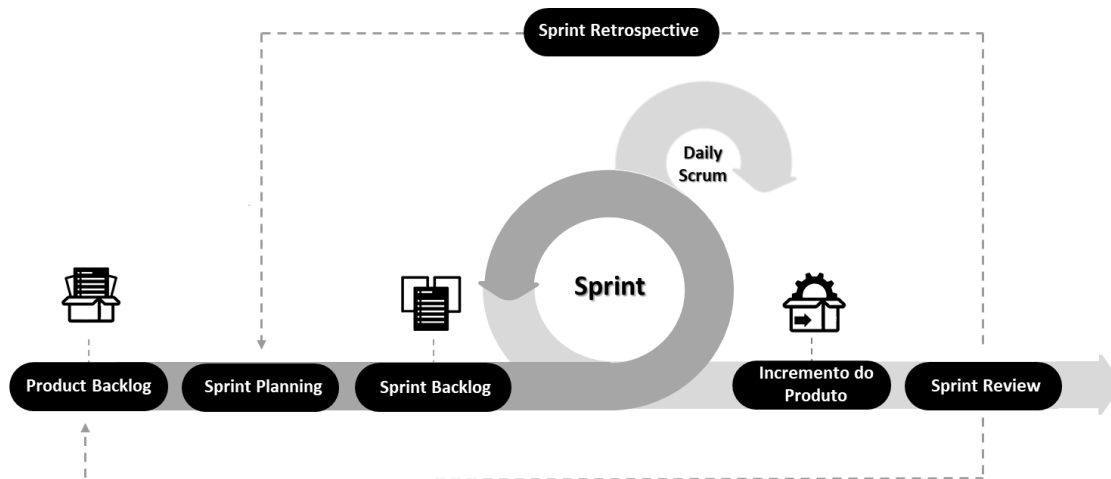 Sprint Retrospective
Daily
Scrum
Sprint
Product Backlog
Sprint Planning
Sprint Backlog
Incremento do
Produto
Sprint Review